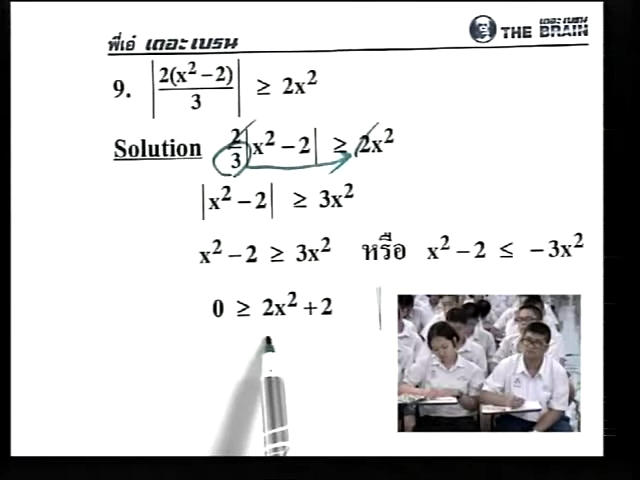 พี่เอ๋ เดอะเบรน
เดอะเบรน
THE BRAIN
9. |2(x² − 2)/3| ≥ 2x²
Solution 2/3|x² − 2| ≥ 2x²
|x² − 2| ≥ 3x²
x² − 2 ≥ 3x² หรือ x² − 2 ≤ −3x²
0 ≥ 2x² + 2